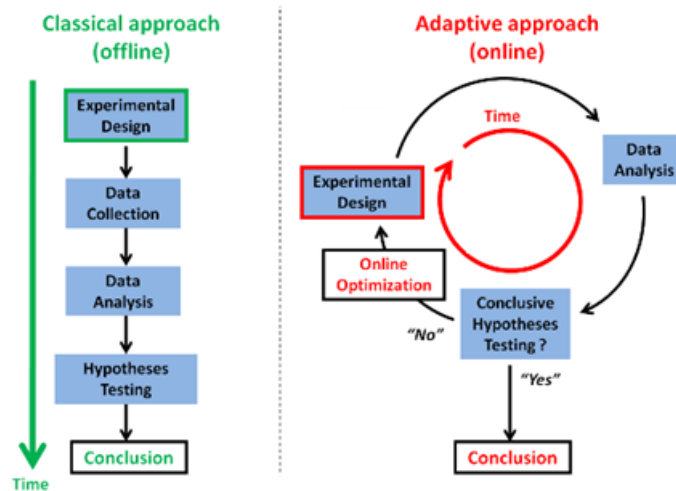 Classical approach
(offline)
Experimental
Design
Data
Collection
Data
Analysis
Hypotheses
Testing
Conclusion
Time
Adaptive approach
(online)
Time
Data
Analysis
Experimental
Design
Online
Optimization
Conclusive
Hypotheses
Testing ?
"No"
"Yes"
Conclusion